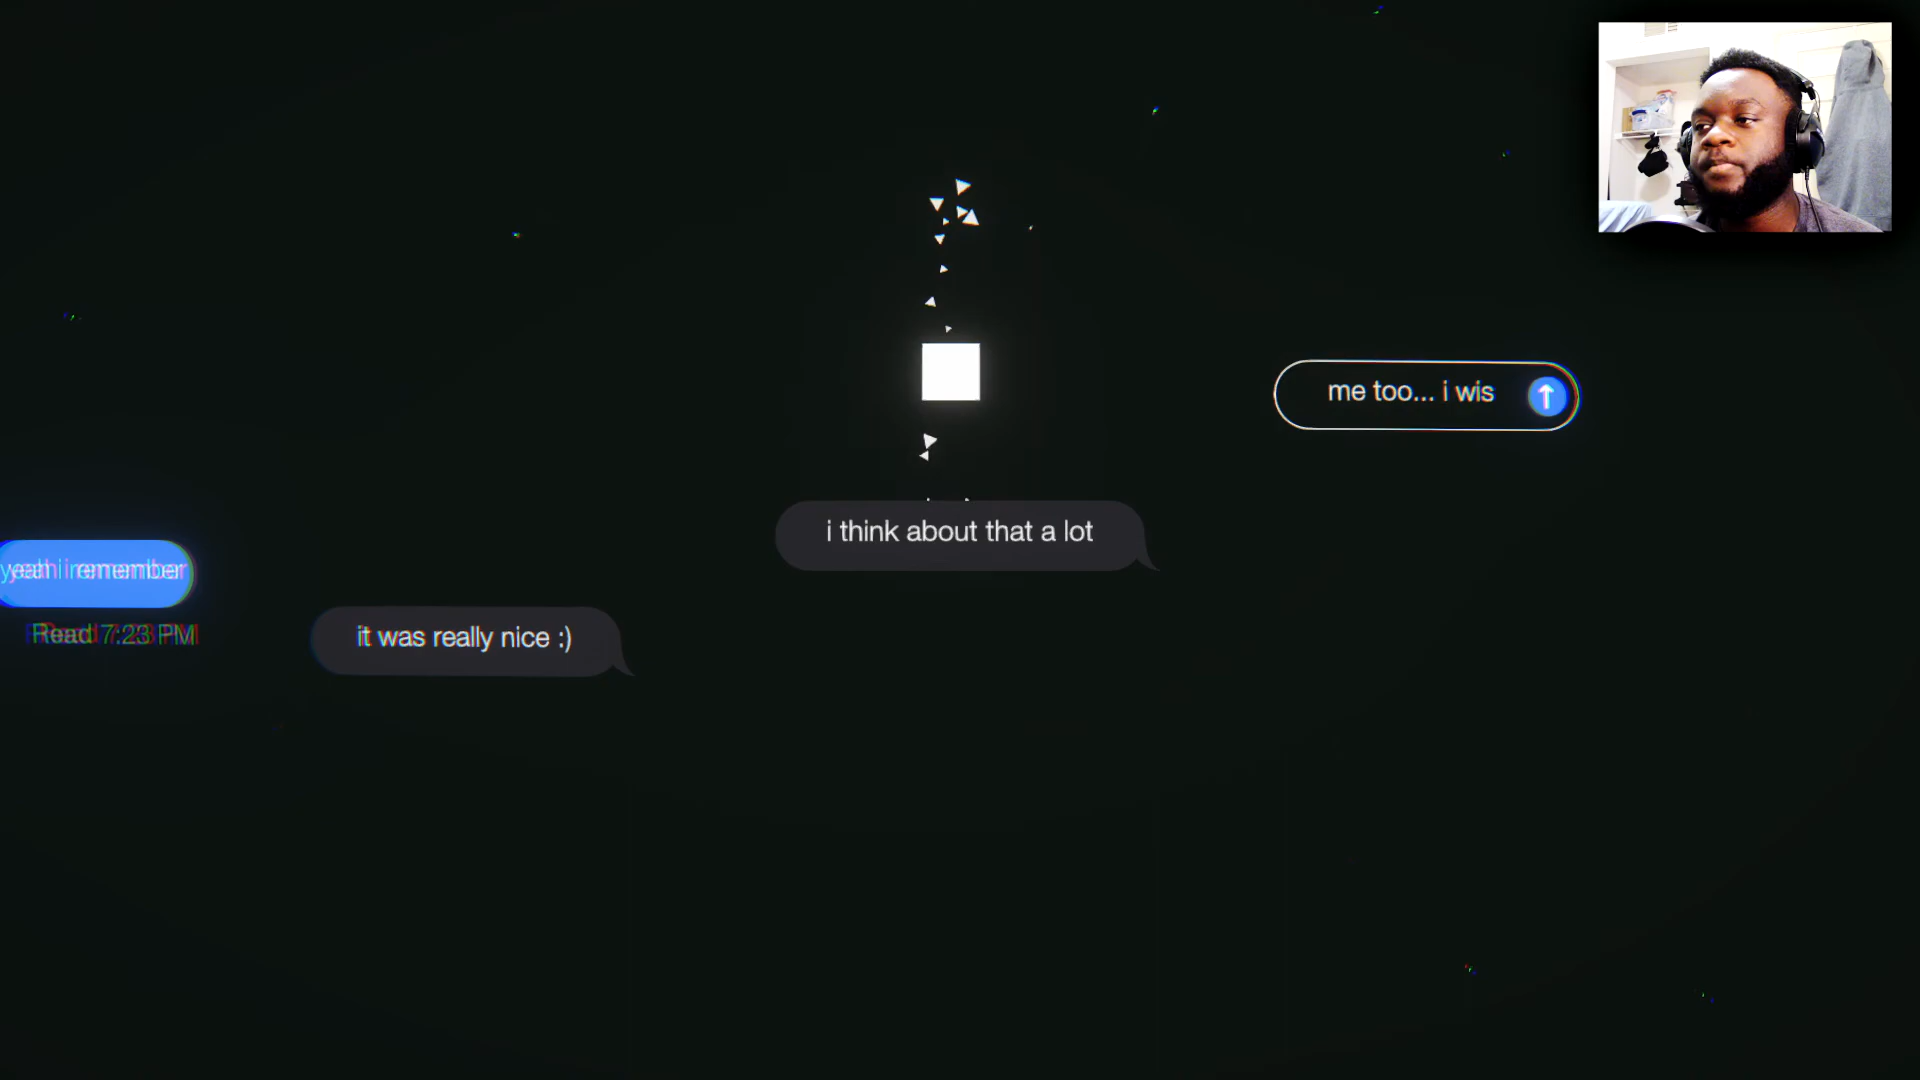 yeah i remember
Read 7:23 PM
it was really nice :)
i think about that a lot
me too... i wis